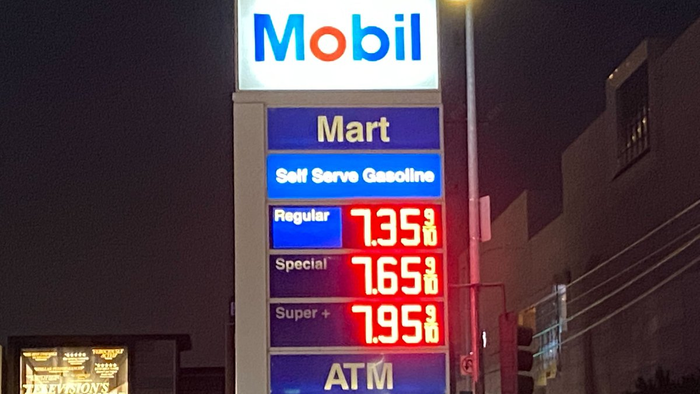 Mobil
Mart
Self Serve Gasoline
Regular 7.35 9/10
Special 7.65 9/10
Super + 7.95 9/10
ATM
TELEVISION'S